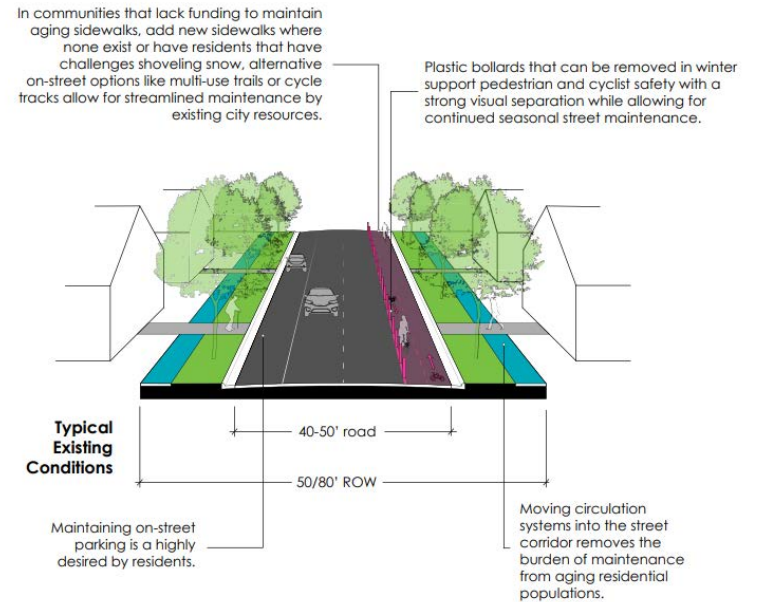 In communities that lack funding to maintain
aging sidewalks, add new sidewalks where
none exist or have residents that have
challenges shoveling snow, alternative
on-street options like multi-use trails or cycle
tracks allow for streamlined maintenance by
existing city resources.
Plastic bollards that can be removed in winter
support pedestrian and cyclist safety with a
strong visual separation while allowing for
continued seasonal street maintenance.
Typical
Existing
Conditions
40-50' road
50/80' ROW
Maintaining on-street
parking is a highly
desired by residents.
Moving circulation
systems into the street
corridor removes the
burden of maintenance
from aging residential
populations.